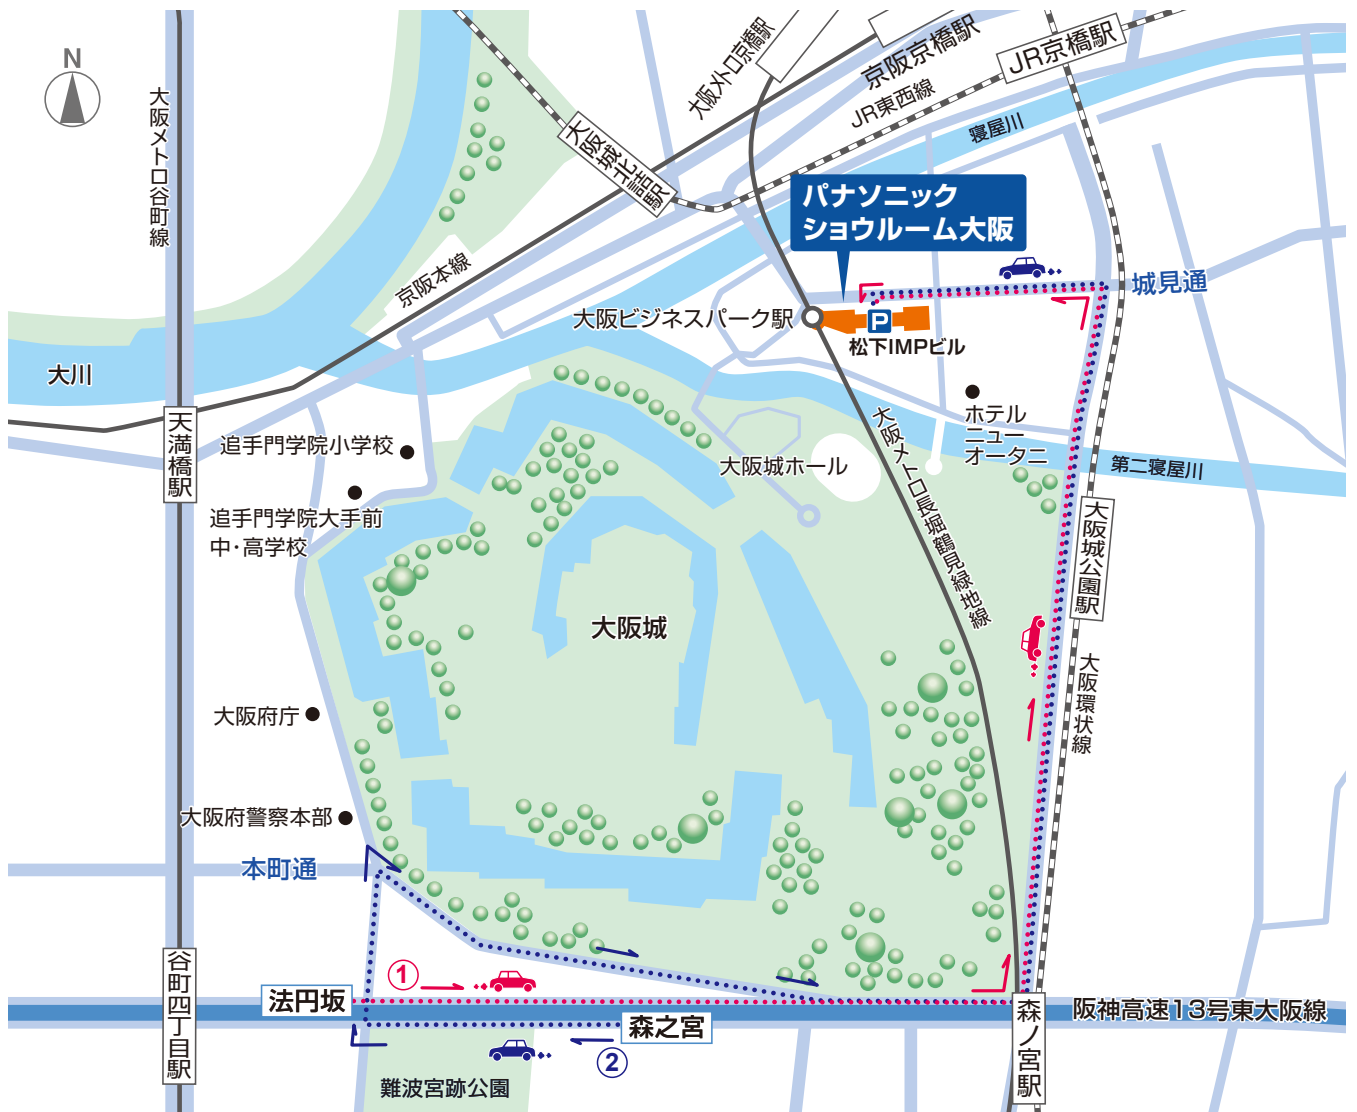 N
大阪メトロ谷町線
大阪メトロ京橋駅
京阪京橋駅
JR京橋駅
JR東西線
寝屋川
大阪城北詰駅
パナソニック
ショウルーム大阪
京阪本線
城見通
大阪ビジネスパーク駅
P
松下IMPビル
大川
天満橋駅
追手門学院小学校
追手門学院大手前
中・高学校
大阪城ホール
ホテル
ニュー
オータニ
大阪メトロ長堀鶴見緑地線
第二寝屋川
大阪城公園駅
大阪城
大阪環状線
大阪府庁
大阪府警察本部
本町通
谷町四丁目駅
①
法円坂
森之宮
②
森ノ宮駅
阪神高速13号東大阪線
難波宮跡公園